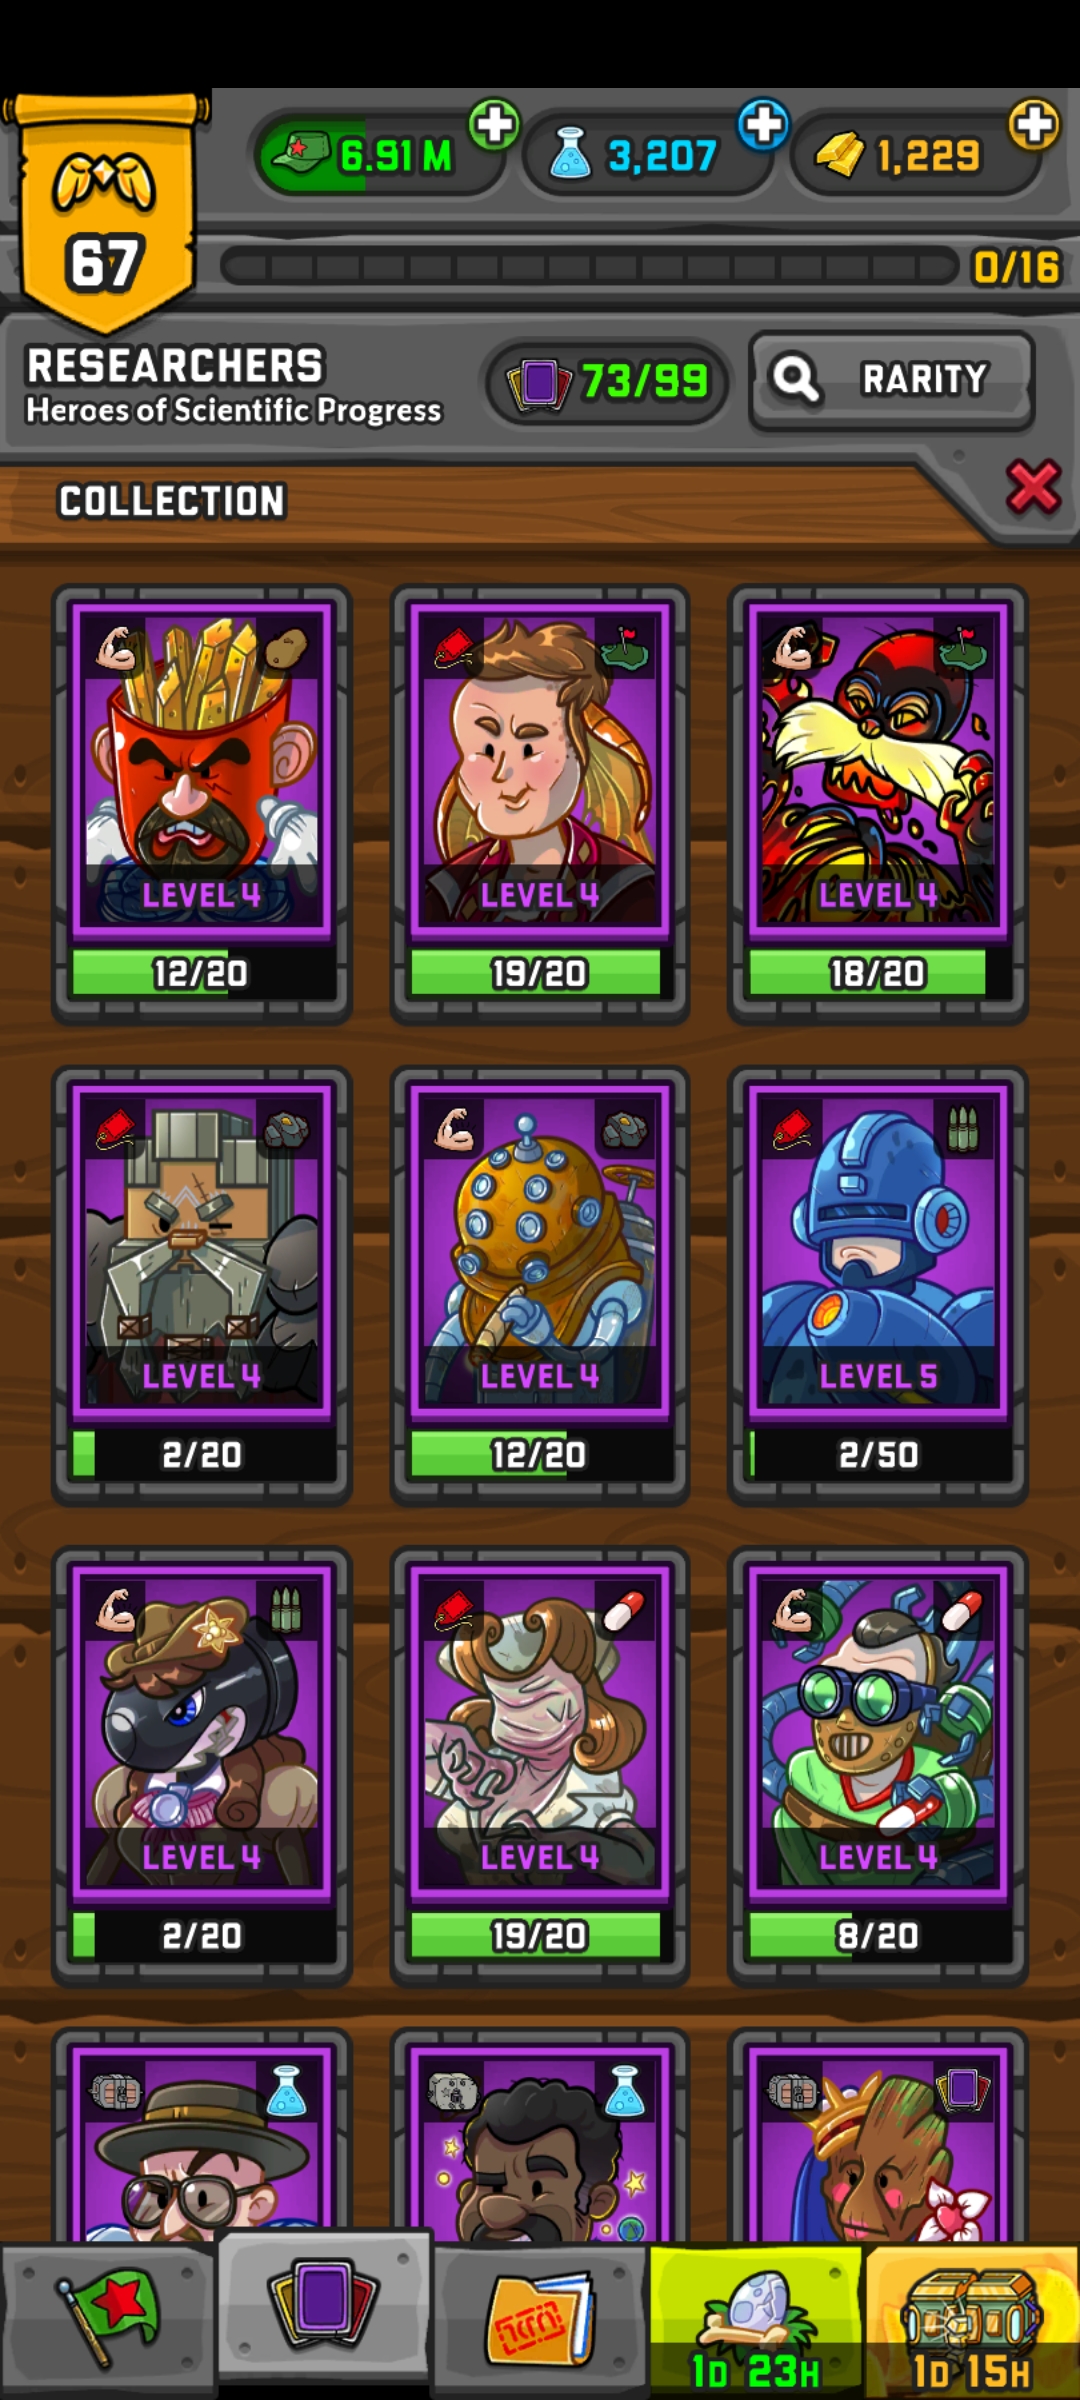 6.91 M
3,207
1,229
67
0/16
RESEARCHERS
Heroes of Scientific Progress
73/99
RARITY
COLLECTION
LEVEL 4
LEVEL 4
LEVEL 4
12/20
19/20
18/20
LEVEL 4
LEVEL 4
LEVEL 5
2/20
12/20
2/50
LEVEL 4
LEVEL 4
LEVEL 4
2/20
19/20
8/20
1D 23H
1D 15H